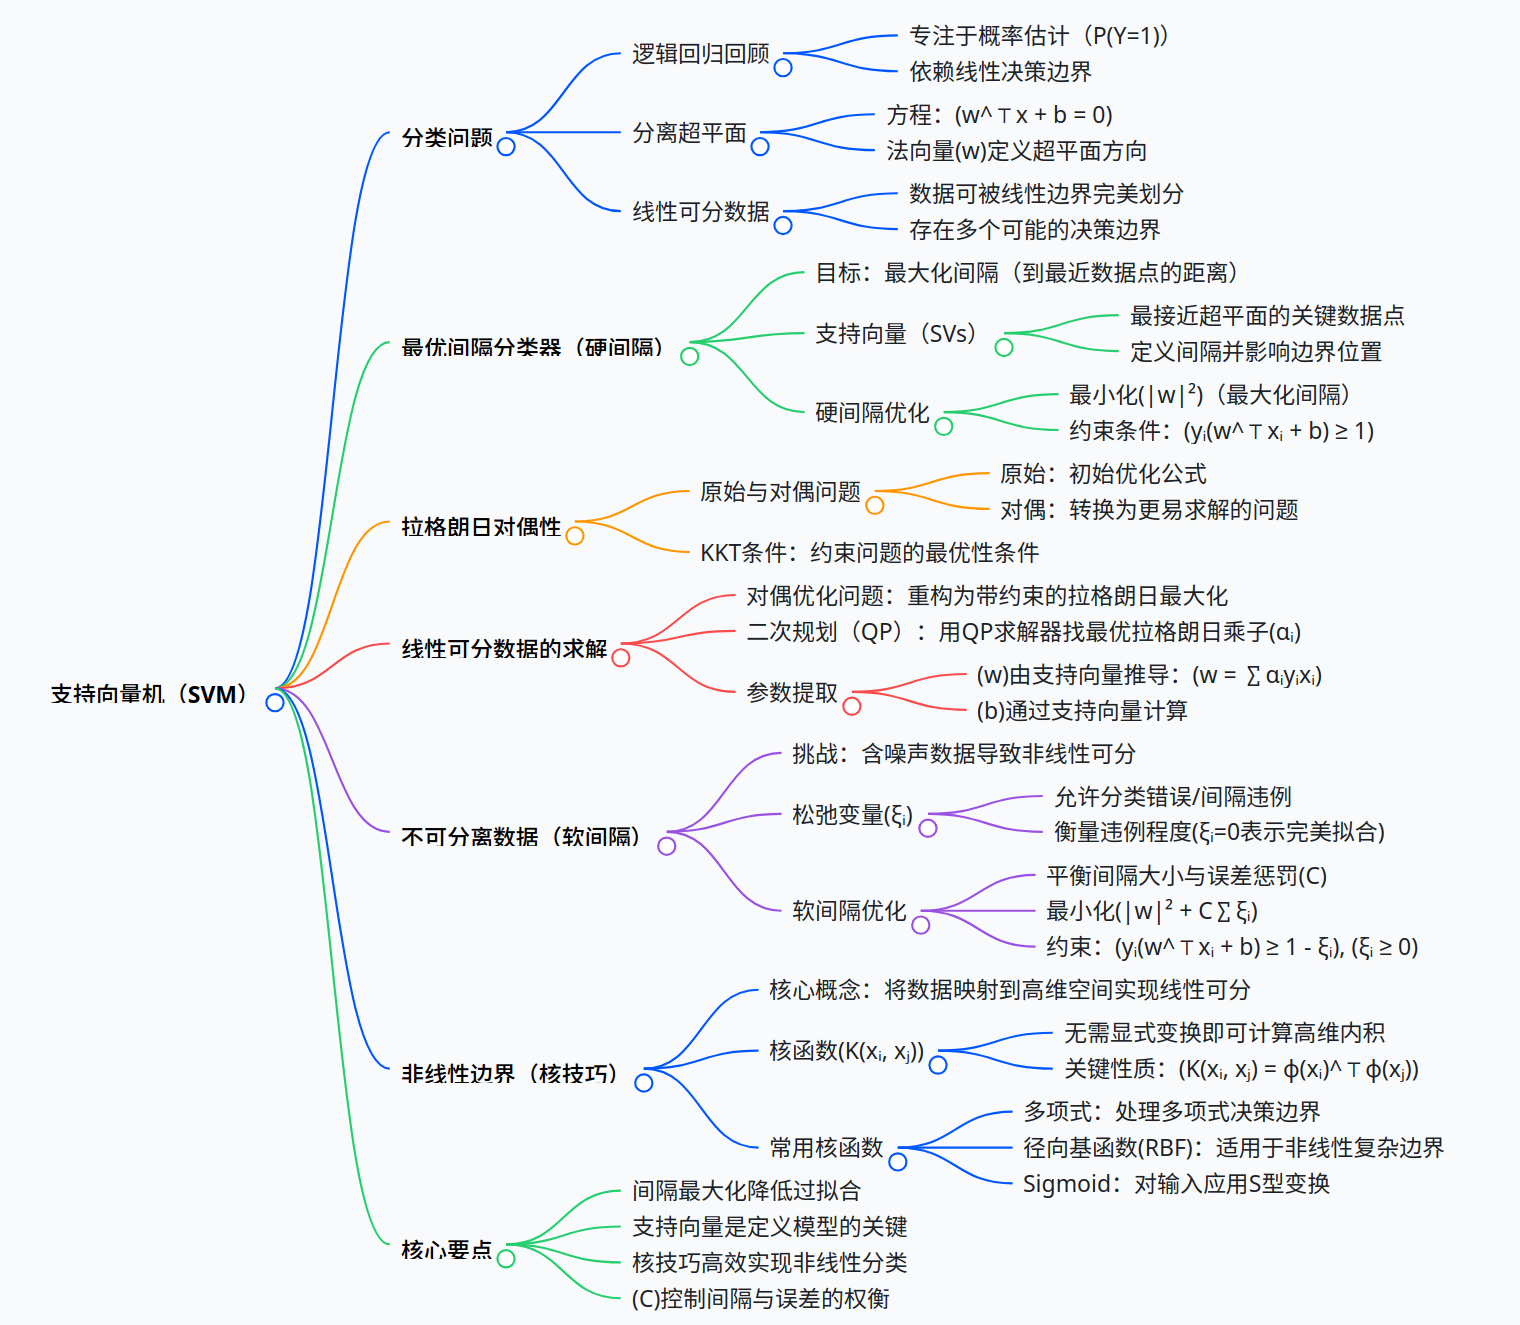 支持向量机（SVM）
分类问题
逻辑回归回顾
专注于概率估计（P(Y=1)）
依赖线性决策边界
分离超平面
方程：(w^⊤x + b = 0)
法向量(w)定义超平面方向
线性可分数据
数据可被线性边界完美划分
存在多个可能的决策边界
最优间隔分类器（硬间隔）
目标：最大化间隔（到最近数据点的距离）
支持向量（SVs）
最接近超平面的关键数据点
定义间隔并影响边界位置
硬间隔优化
最小化(|w|²)（最大化间隔）
约束条件：(yᵢ(w^⊤xᵢ + b) ≥ 1)
拉格朗日对偶性
原始与对偶问题
原始：初始优化公式
对偶：转换为更易求解的问题
KKT条件：约束问题的最优性条件
线性可分数据的求解
对偶优化问题：重构为带约束的拉格朗日最大化
二次规划（QP）：用QP求解器找最优拉格朗日乘子(αᵢ)
参数提取
(w)由支持向量推导：(w = ∑αᵢyᵢxᵢ)
(b)通过支持向量计算
不可分离数据（软间隔）
挑战：含噪声数据导致非线性可分
松弛变量(ξᵢ)
允许分类错误/间隔违例
衡量违例程度(ξᵢ=0表示完美拟合)
软间隔优化
平衡间隔大小与误差惩罚(C)
最小化(|w|² + C∑ξᵢ)
约束：(yᵢ(w^⊤xᵢ + b) ≥ 1 - ξᵢ), (ξᵢ ≥ 0)
非线性边界（核技巧）
核心概念：将数据映射到高维空间实现线性可分
核函数(K(xᵢ, xⱼ))
无需显式变换即可计算高维内积
关键性质：(K(xᵢ, xⱼ) = ϕ(xᵢ)^⊤ϕ(xⱼ))
常用核函数
多项式：处理多项式决策边界
径向基函数(RBF)：适用于非线性复杂边界
Sigmoid：对输入应用S型变换
核心要点
间隔最大化降低过拟合
支持向量是定义模型的关键
核技巧高效实现非线性分类
(C)控制间隔与误差的权衡